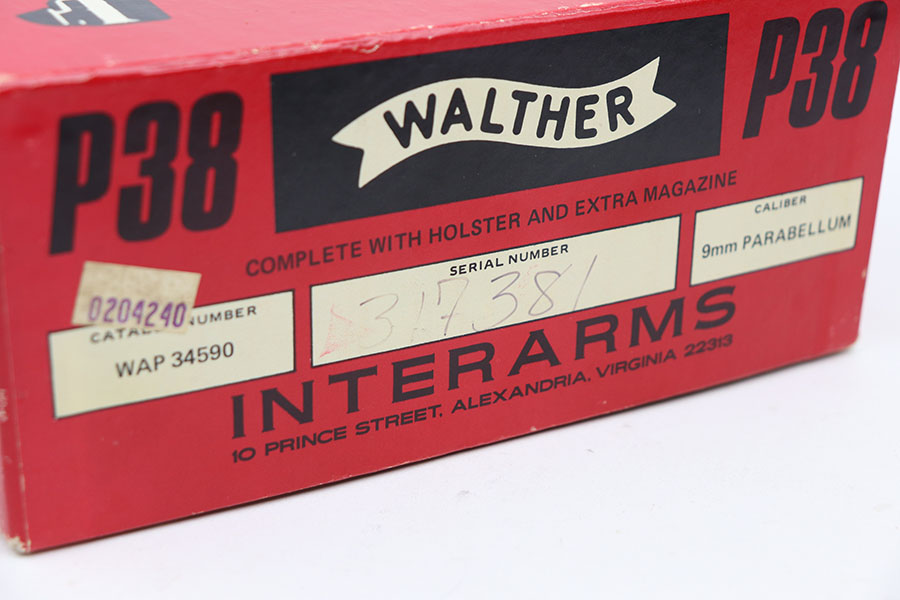 P38
WALTHER
P38
COMPLETE WITH HOLSTER AND EXTRA MAGAZINE
0204240
NUMBER
WAP 34590
SERIAL NUMBER
317381
CALIBER
9mm PARABELLUM
INTERARMS
10 PRINCE STREET, ALEXANDRIA, VIRGINIA 22313